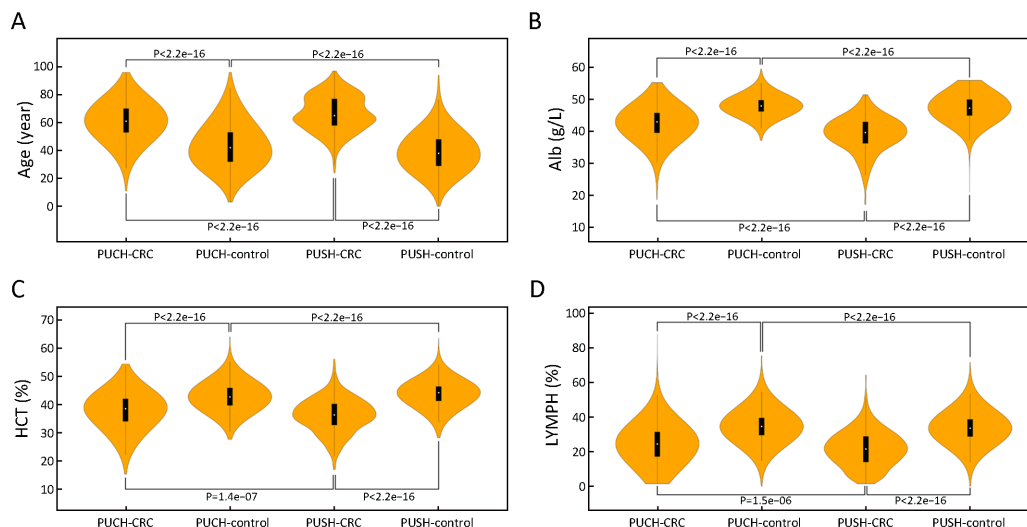 A
P<2.2e−16
P<2.2e−16
100
80
60
40
20
0
Age (year)
P<2.2e−16
P<2.2e−16
PUCH-CRC
PUCH-control
PUSH-CRC
PUSH-control
B
P<2.2e−16
P<2.2e−16
60
50
40
30
20
10
Alb (g/L)
P<2.2e−16
P<2.2e−16
PUCH-CRC
PUCH-control
PUSH-CRC
PUSH-control
C
P<2.2e−16
P<2.2e−16
70
60
50
40
30
20
10
HCT (%)
P=1.4e−07
P<2.2e−16
PUCH-CRC
PUCH-control
PUSH-CRC
PUSH-control
D
P<2.2e−16
P<2.2e−16
100
80
60
40
20
0
LYMPH (%)
P=1.5e−06
P<2.2e−16
PUCH-CRC
PUCH-control
PUSH-CRC
PUSH-control